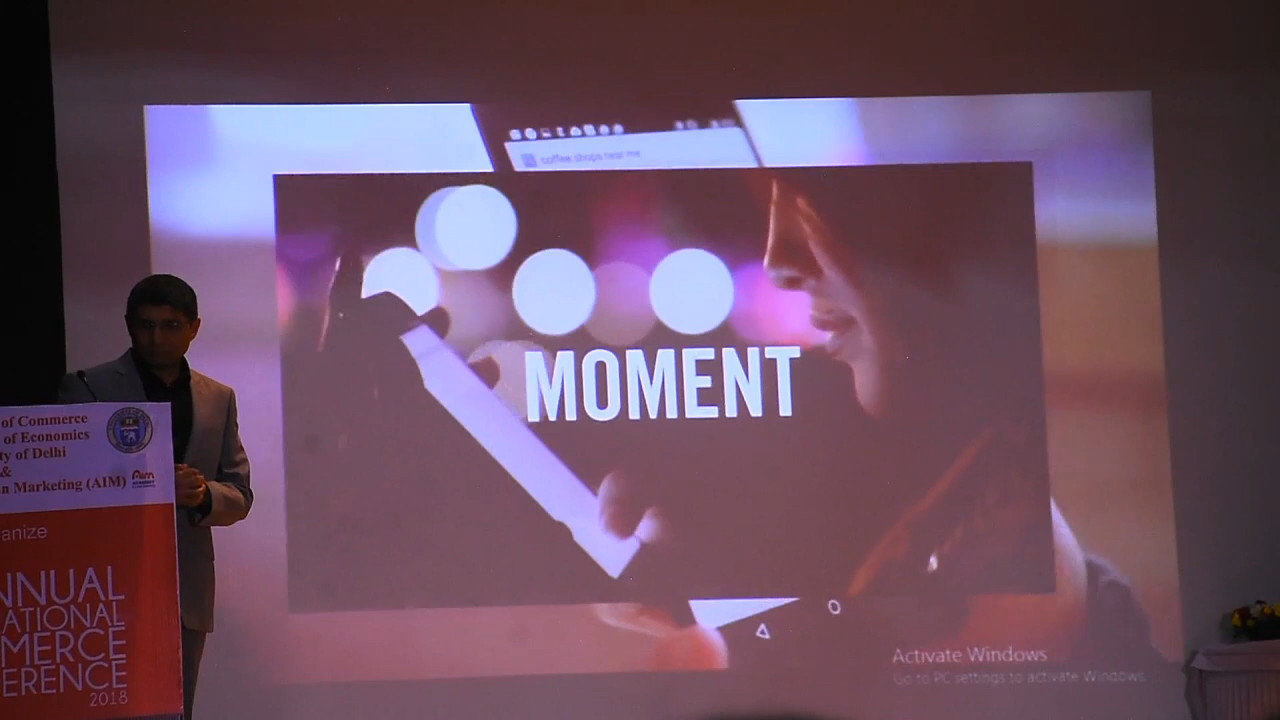 coffee shops near me
MOMENT
Activate Windows
Go to PC settings to activate Windows.
of Commerce
of Economics
ty of Delhi
&
n Marketing (AIM)
Aim
anize
NNUAL
ATIONAL
MERCE
ERENCE
2018